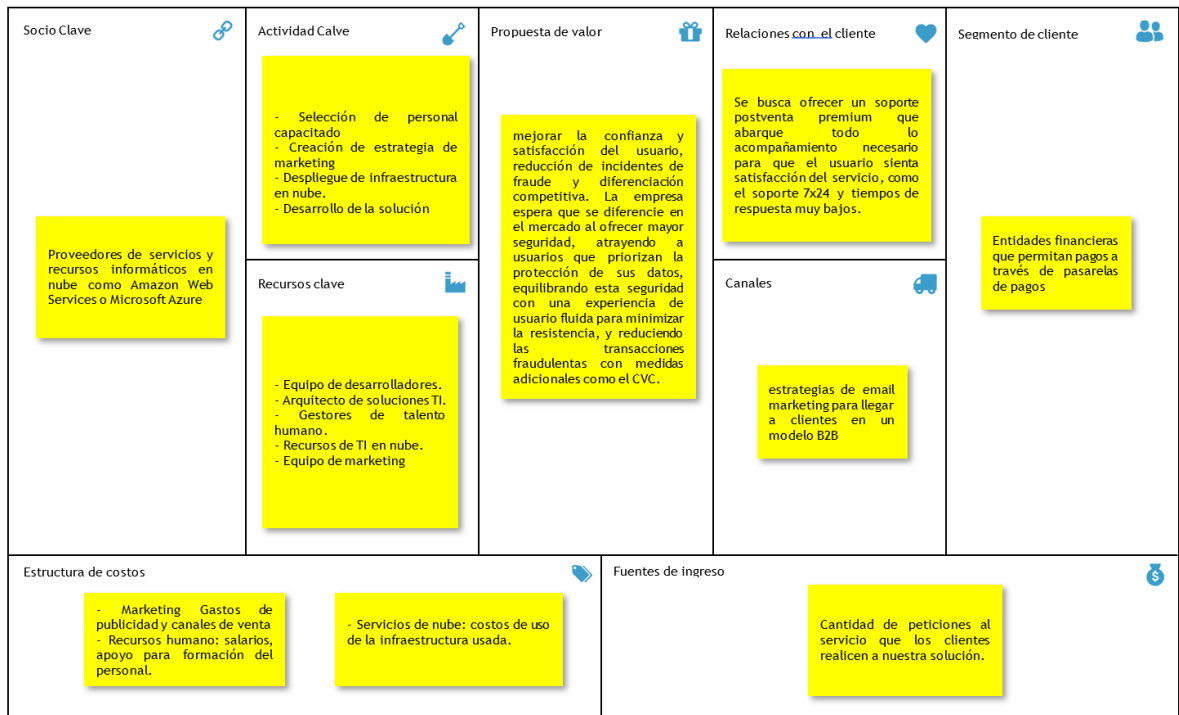 Socio Clave
Proveedores de servicios y
recursos informáticos en
nube como Amazon Web
Services o Microsoft Azure
Actividad Calve
- Selección de personal
capacitado
- Creación de estrategia de
marketing
- Despliegue de infraestructura
en nube.
- Desarrollo de la solución
Recursos clave
- Equipo de desarrolladores.
- Arquitecto de soluciones TI.
- Gestores de talento
humano.
- Recursos de TI en nube.
- Equipo de marketing
Propuesta de valor
mejorar la confianza y
satisfacción del usuario,
reducción de incidentes de
fraude y diferenciación
competitiva. La empresa
espera que se diferencie en
el mercado al ofrecer mayor
seguridad, atrayendo a
usuarios que priorizan la
protección de sus datos,
equilibrando esta seguridad
con una experiencia de
usuario fluida para minimizar
la resistencia, y reduciendo
las transacciones
fraudulentas con medidas
adicionales como el CVC.
Relaciones con el cliente
Se busca ofrecer un soporte
postventa premium que
abarque todo lo
acompañamiento necesario
para que el usuario sienta
satisfacción del servicio, como
el soporte 7x24 y tiempos de
respuesta muy bajos.
Canales
estrategias de email
marketing para llegar
a clientes en un
modelo B2B
Segmento de cliente
Entidades financieras
que permitan pagos a
través de pasarelas
de pagos
Estructura de costos
- Marketing Gastos de
publicidad y canales de venta
- Recursos humano: salarios,
apoyo para formación del
personal.
- Servicios de nube: costos de uso
de la infraestructura usada.
Fuentes de ingreso
$
Cantidad de peticiones al
servicio que los clientes
realicen a nuestra solución.